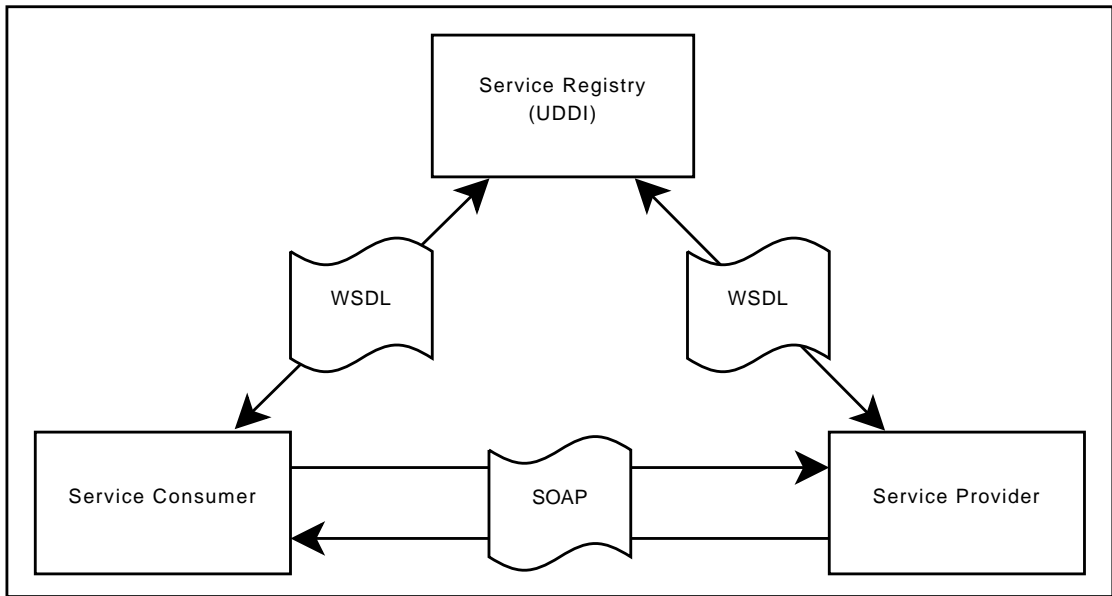 Service Registry
(UDDI)
WSDL
WSDL
Service Consumer
SOAP
Service Provider